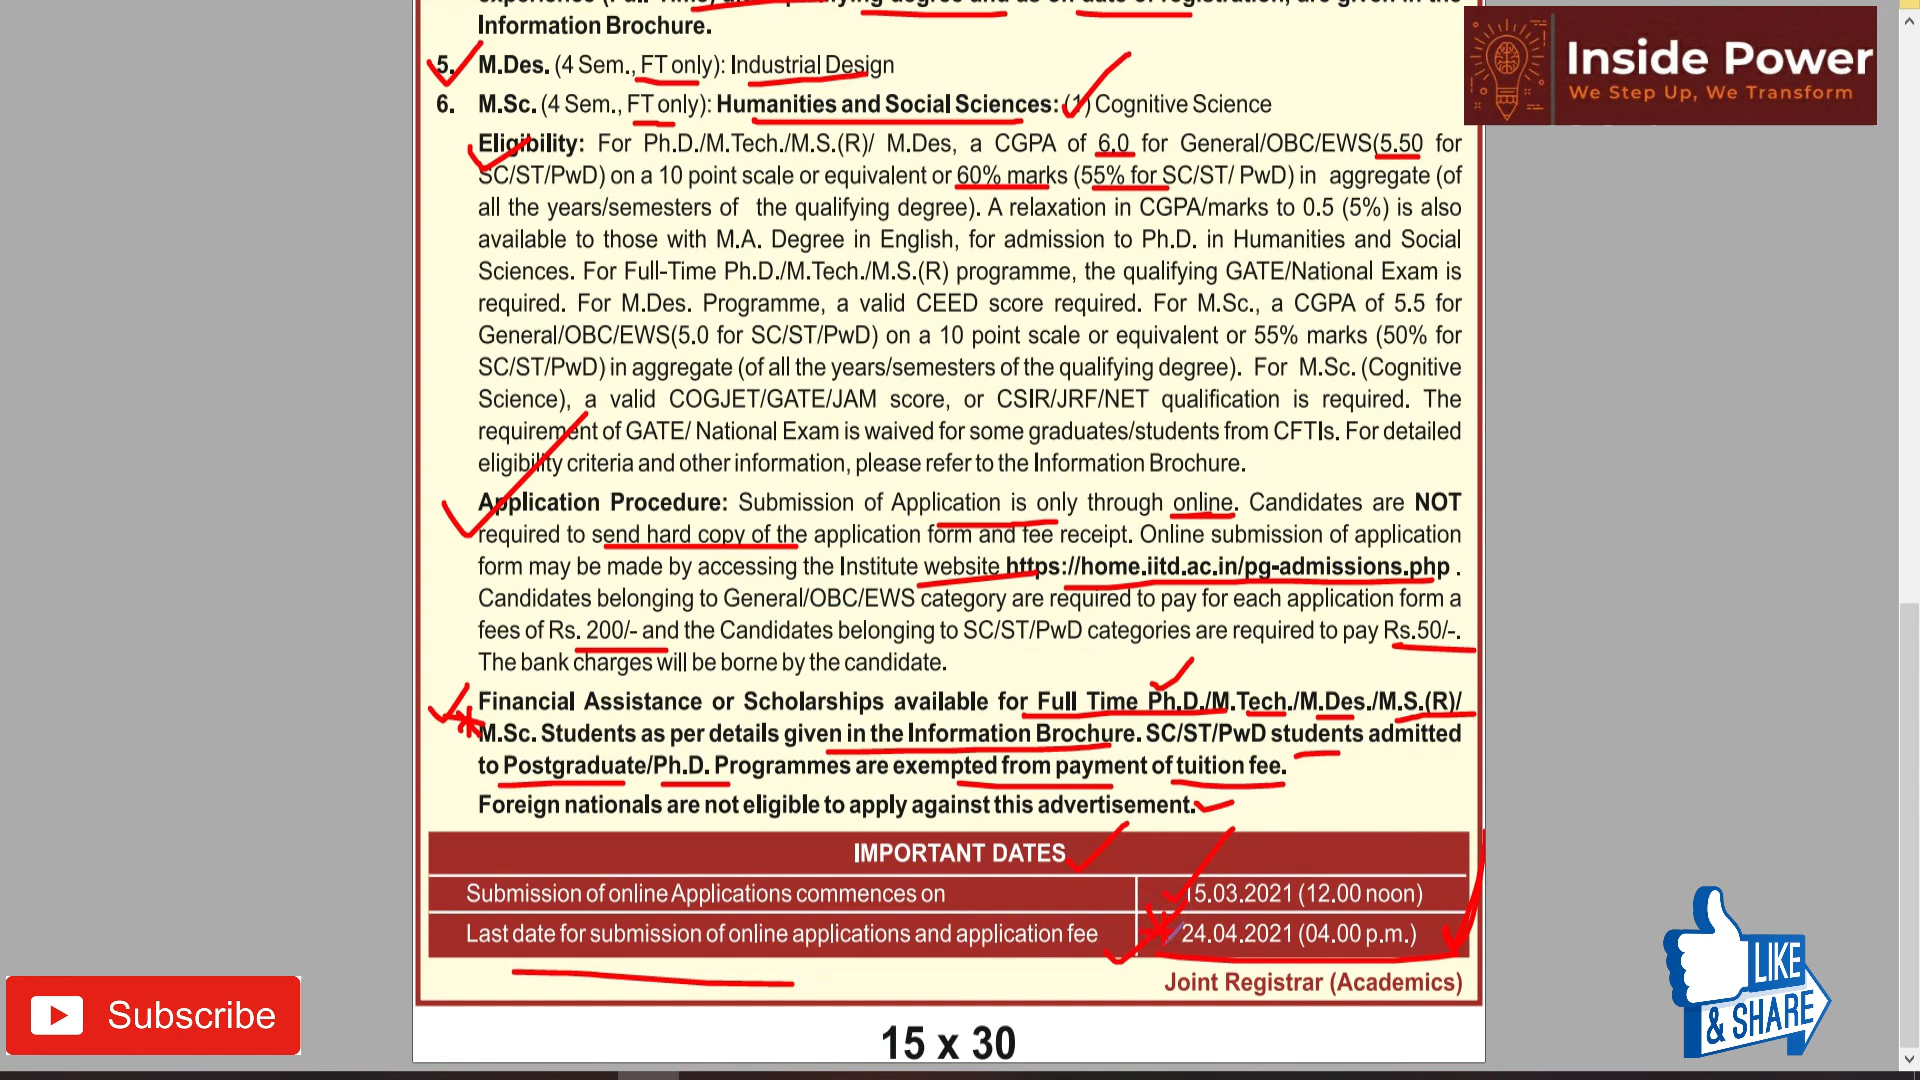 experience (Full-Time) and qualifying degree and as on date of registration, are given in the
Information Brochure.
5. M.Des. (4 Sem., FT only): Industrial Design
6. M.Sc. (4 Sem., FT only): Humanities and Social Sciences: (1) Cognitive Science
Eligibility: For Ph.D./M.Tech./M.S.(R)/ M.Des, a CGPA of 6.0 for General/OBC/EWS(5.50 for
SC/ST/PwD) on a 10 point scale or equivalent or 60% marks (55% for SC/ST/ PwD) in aggregate (of
all the years/semesters of the qualifying degree). A relaxation in CGPA/marks to 0.5 (5%) is also
available to those with M.A. Degree in English, for admission to Ph.D. in Humanities and Social
Sciences. For Full-Time Ph.D./M.Tech./M.S.(R) programme, the qualifying GATE/National Exam is
required. For M.Des. Programme, a valid CEED score required. For M.Sc., a CGPA of 5.5 for
General/OBC/EWS(5.0 for SC/ST/PwD) on a 10 point scale or equivalent or 55% marks (50% for
SC/ST/PwD) in aggregate (of all the years/semesters of the qualifying degree). For M.Sc. (Cognitive
Science), a valid COGJET/GATE/JAM score, or CSIR/JRF/NET qualification is required. The
requirement of GATE/ National Exam is waived for some graduates/students from CFTIs. For detailed
eligibility criteria and other information, please refer to the Information Brochure.
Application Procedure: Submission of Application is only through online. Candidates are NOT
required to send hard copy of the application form and fee receipt. Online submission of application
form may be made by accessing the Institute website https://home.iitd.ac.in/pg-admissions.php .
Candidates belonging to General/OBC/EWS category are required to pay for each application form a
fees of Rs. 200/- and the Candidates belonging to SC/ST/PwD categories are required to pay Rs.50/-.
The bank charges will be borne by the candidate.
Financial Assistance or Scholarships available for Full Time Ph.D./M.Tech./M.Des./M.S.(R)/
M.Sc. Students as per details given in the Information Brochure. SC/ST/PwD students admitted
to Postgraduate/Ph.D. Programmes are exempted from payment of tuition fee.
Foreign nationals are not eligible to apply against this advertisement.
IMPORTANT DATES
Submission of online Applications commences on 15.03.2021 (12.00 noon)
Last date for submission of online applications and application fee 24.04.2021 (04.00 p.m.)
Joint Registrar (Academics)
15 x 30
Inside Power
We Step Up, We Transform
Subscribe
LIKE
& SHARE